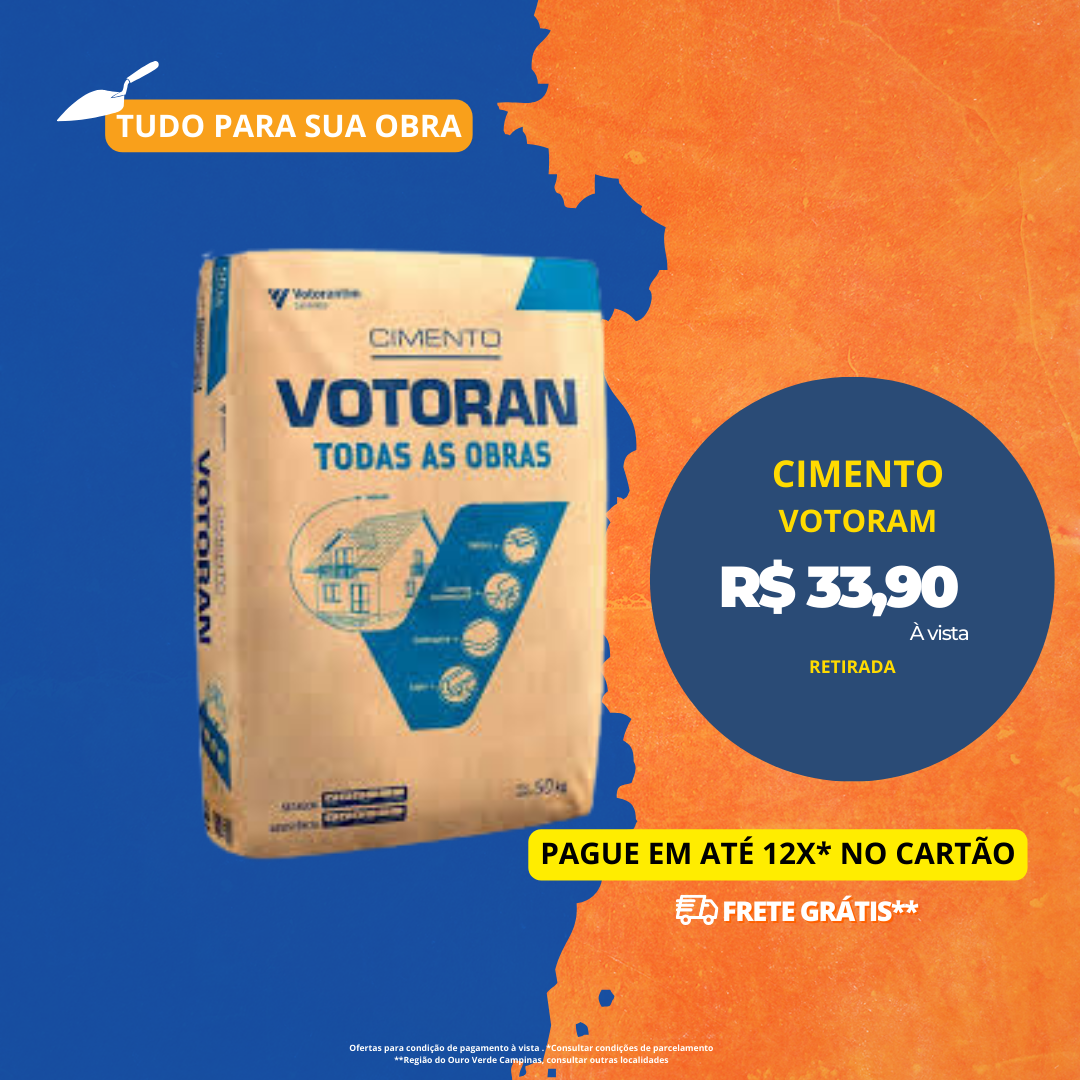 TUDO PARA SUA OBRA
Votorantim
CIMENTO
VOTORAN
TODAS AS OBRAS
VOTORAN
50kg
CIMENTO
VOTORAM
R$ 33,90
À vista
RETIRADA
PAGUE EM ATÉ 12X* NO CARTÃO
FRETE GRÁTIS**
Ofertas para condição de pagamento à vista . *Consultar condições de parcelamento
**Região do Ouro Verde Campinas, consultar outras localidades